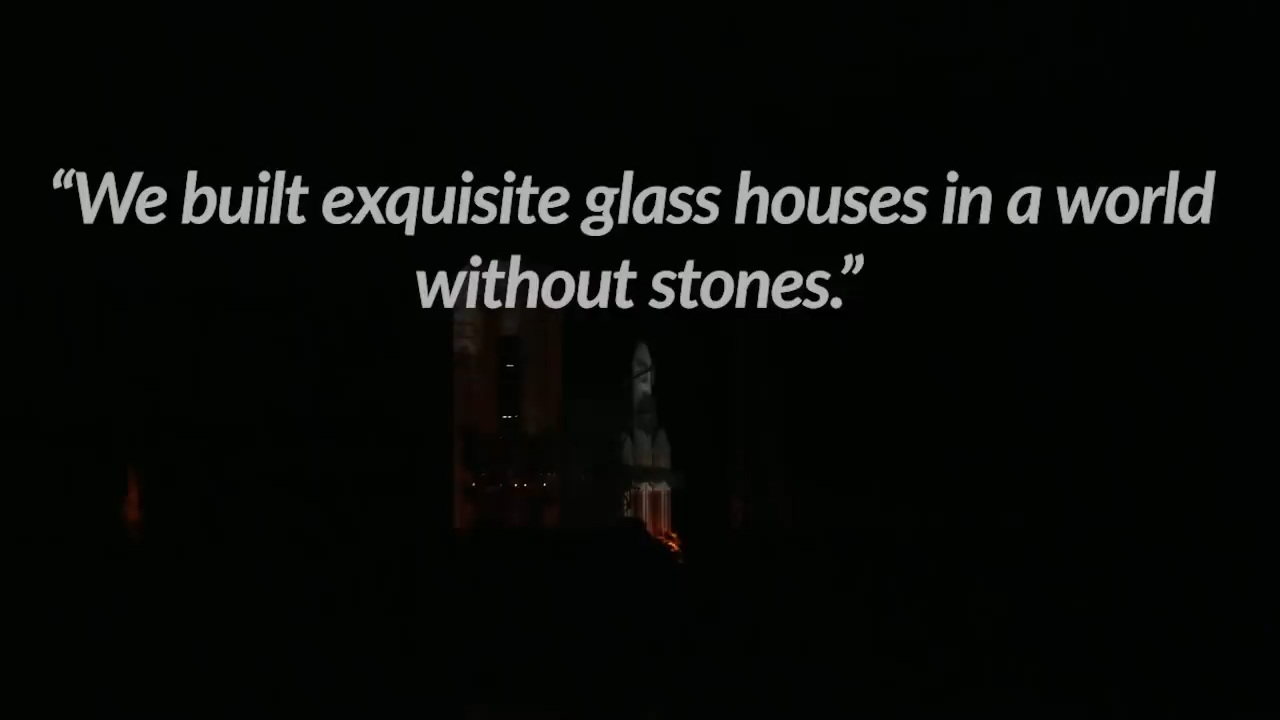 “We built exquisite glass houses in a world
without stones.”